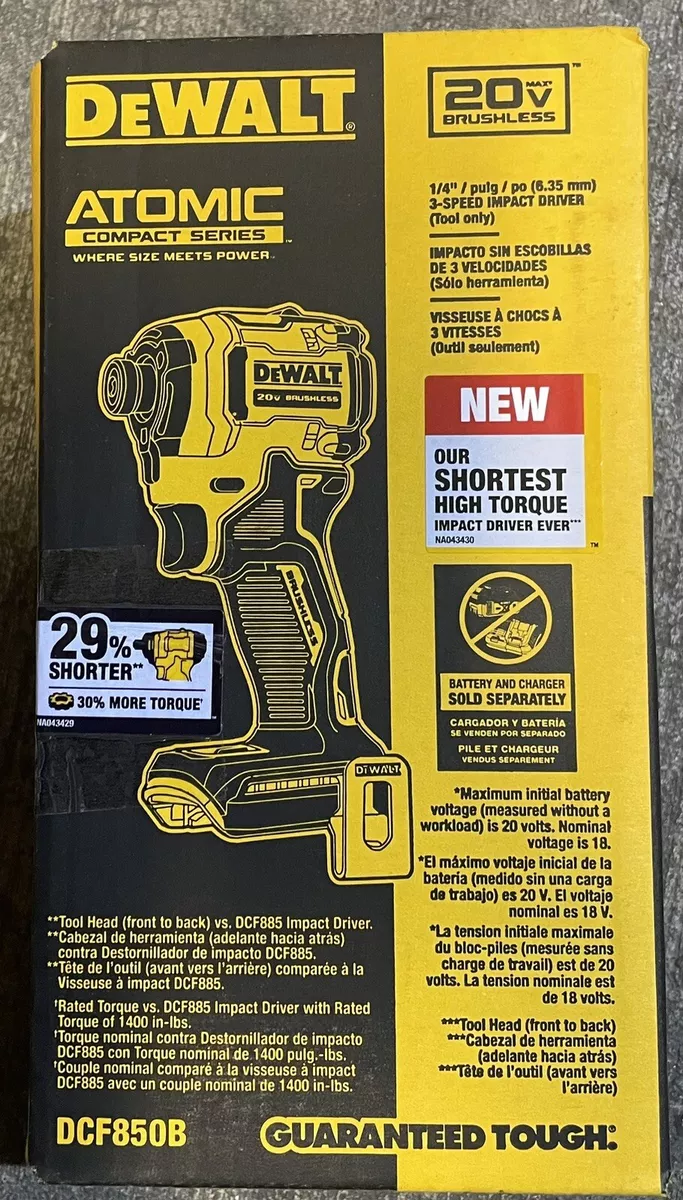 DEWALT®
ATOMIC
COMPACT SERIES™
WHERE SIZE MEETS POWER™
20V MAX* ™
BRUSHLESS
1/4" / pulg / po (6.35 mm)
3-SPEED IMPACT DRIVER
(Tool only)
IMPACTO SIN ESCOBILLAS
DE 3 VELOCIDADES
(Sólo herramienta)
VISSEUSE À CHOCS À
3 VITESSES
(Outil seulement)
DEWALT
20V BRUSHLESS
BRUSHLESS
DEWALT
NEW
OUR
SHORTEST
HIGH TORQUE
IMPACT DRIVER EVER***
NA043430
™
29%
SHORTER**
30% MORE TORQUE†
NA043429
BATTERY AND CHARGER
SOLD SEPARATELY
CARGADOR Y BATERÍA
SE VENDEN POR SEPARADO
PILE ET CHARGEUR
VENDUS SÉPARÉMENT
*Maximum initial battery
voltage (measured without a
workload) is 20 volts. Nominal
voltage is 18.
*El máximo voltaje inicial de la
batería (medido sin una carga
de trabajo) es 20 V. El voltaje
nominal es 18 V.
*La tension initiale maximale
du bloc-piles (mesurée sans
charge de travail) est de 20
volts. La tension nominale est
de 18 volts.
***Tool Head (front to back)
***Cabezal de herramienta
(adelante hacia atrás)
***Tête de l'outil (avant vers
l'arrière)
**Tool Head (front to back) vs. DCF885 Impact Driver.
**Cabezal de herramienta (adelante hacia atrás)
contra Destornillador de impacto DCF885.
**Tête de l'outil (avant vers l'arrière) comparée à la
Visseuse à impact DCF885.
†Rated Torque vs. DCF885 Impact Driver with Rated
Torque of 1400 in-lbs.
†Torque nominal contra Destornillador de impacto
DCF885 con Torque nominal de 1400 pulg.-lbs.
†Couple nominal comparé à la visseuse à impact
DCF885 avec un couple nominal de 1400 in-lbs.
DCF850B
GUARANTEED TOUGH®